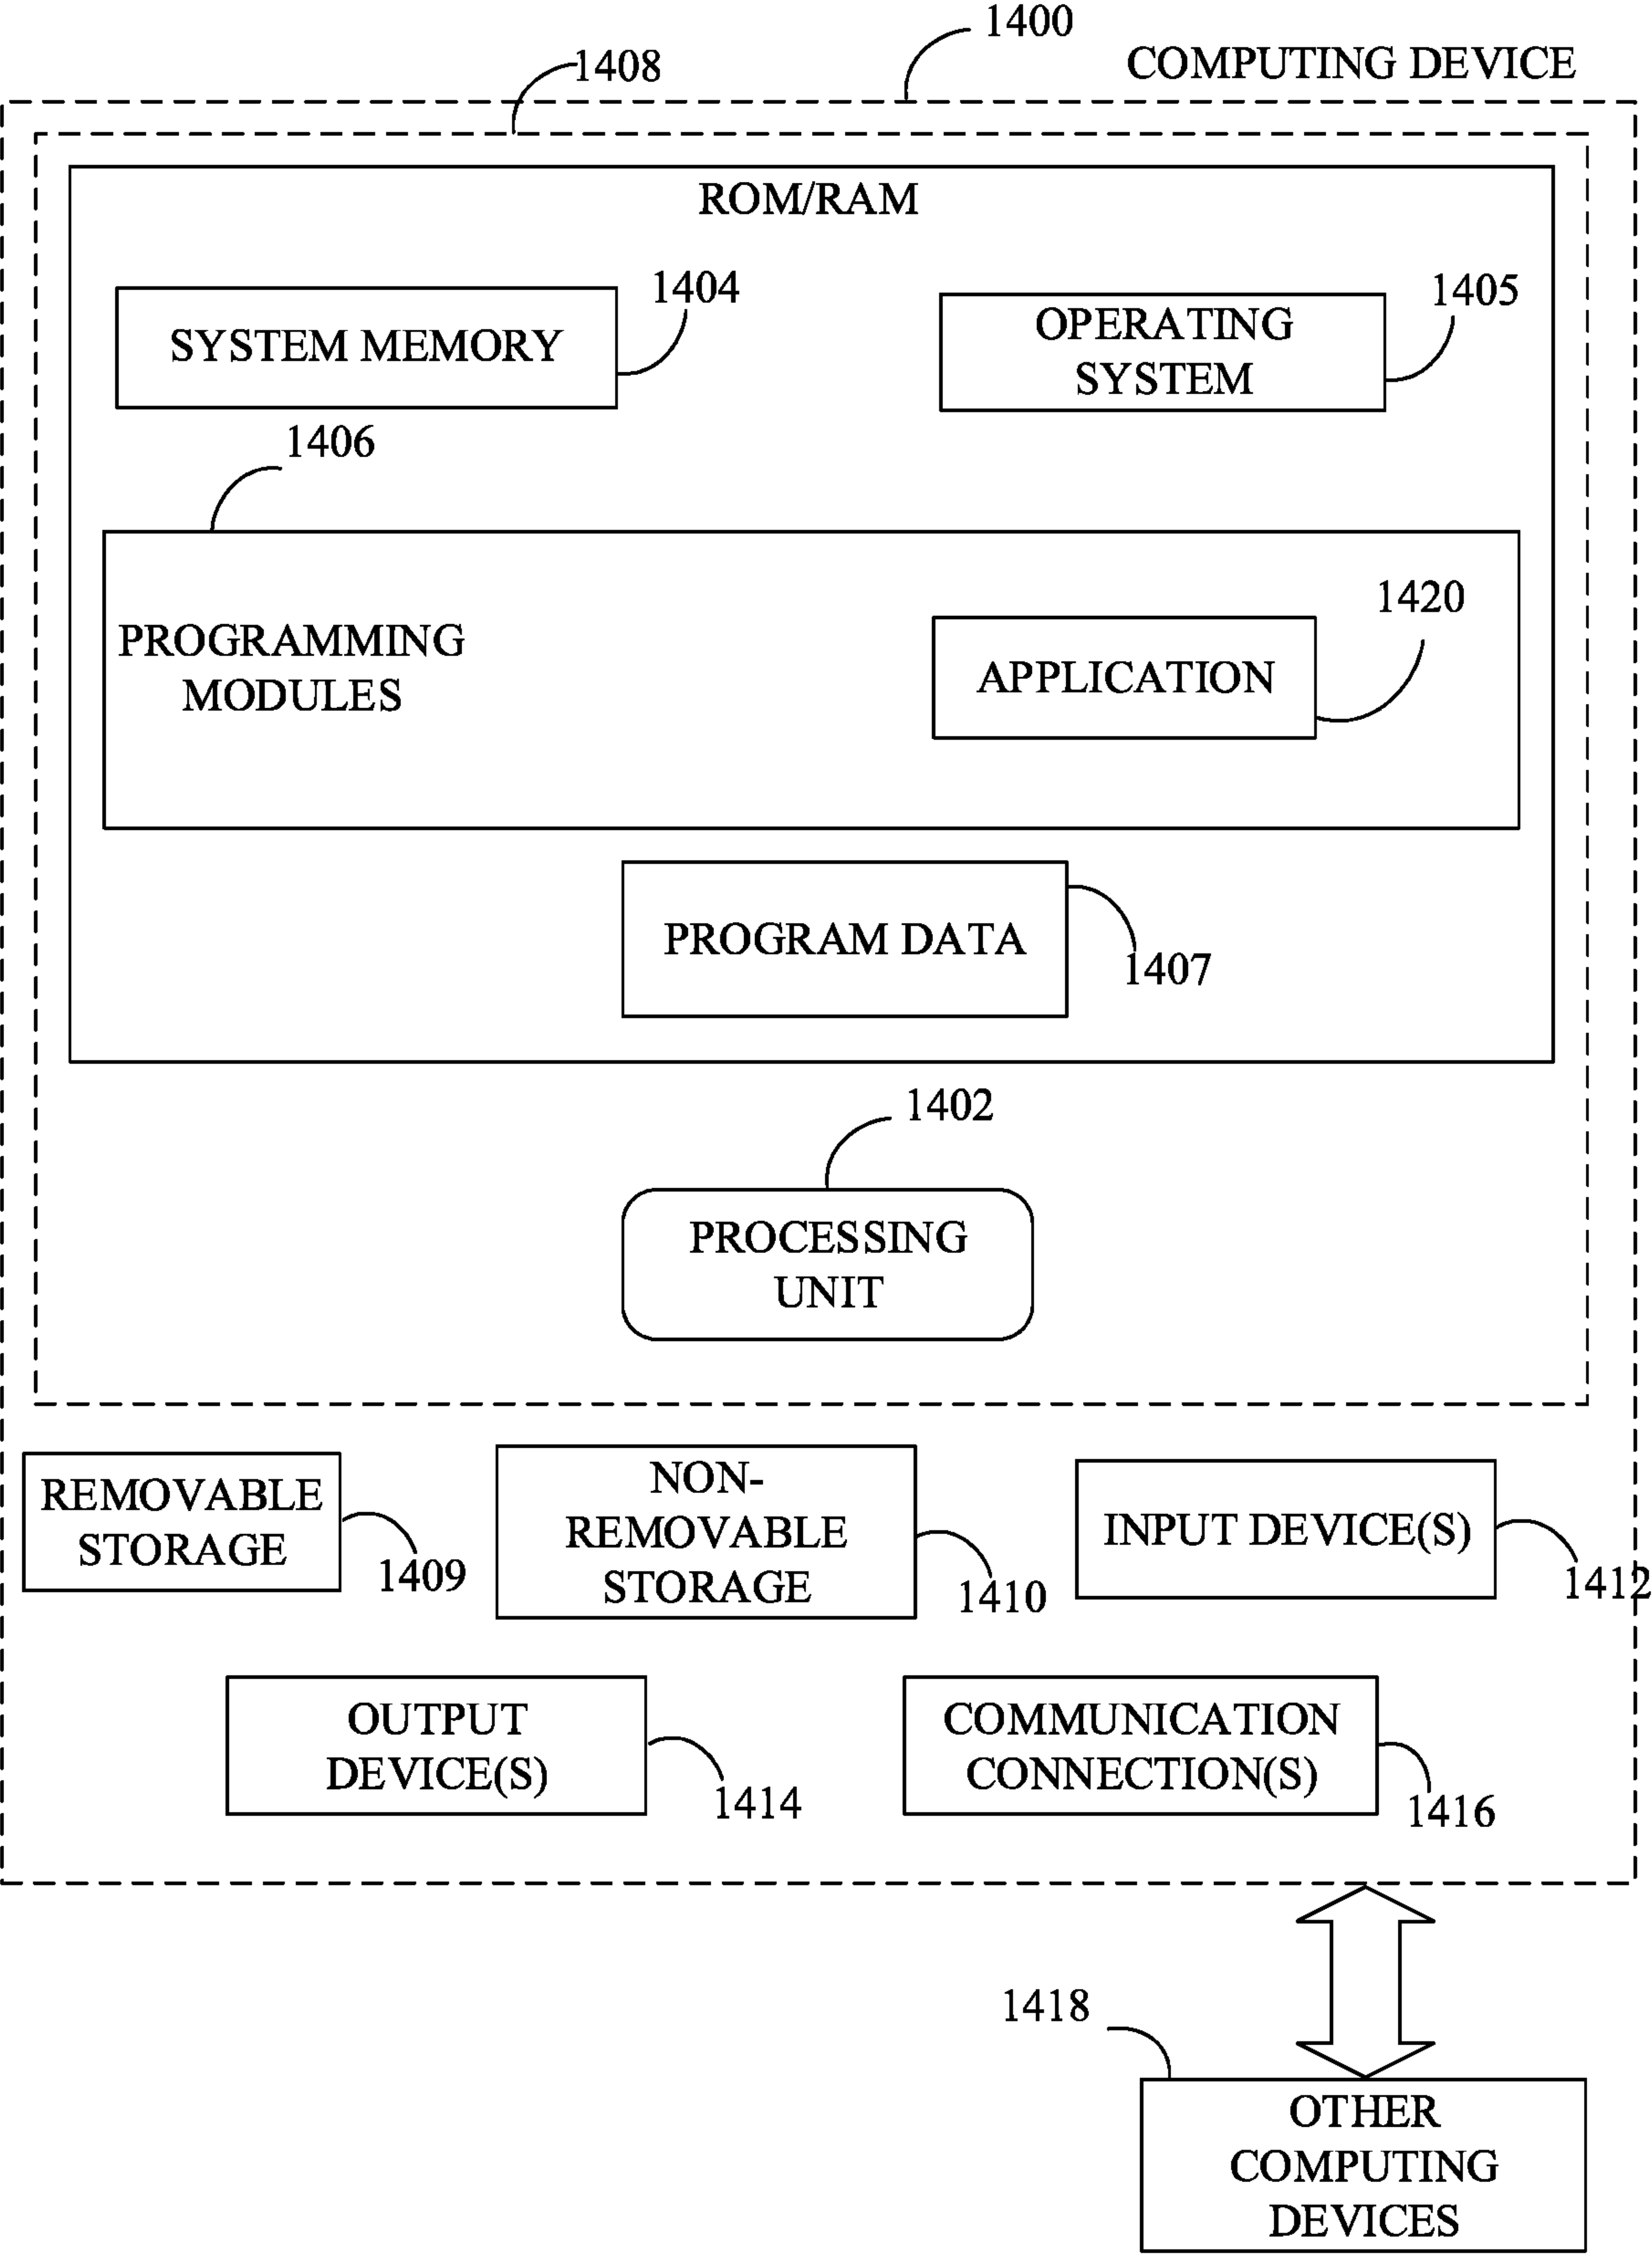 1400
COMPUTING DEVICE
1408
ROM/RAM
1404
SYSTEM MEMORY
1405
OPERATING
SYSTEM
1406
PROGRAMMING
MODULES
1420
APPLICATION
PROGRAM DATA
1407
1402
PROCESSING
UNIT
REMOVABLE
STORAGE
1409
NON-
REMOVABLE
STORAGE
1410
INPUT DEVICE(S)
1412
OUTPUT
DEVICE(S)
1414
COMMUNICATION
CONNECTION(S)
1416
1418
OTHER
COMPUTING
DEVICES